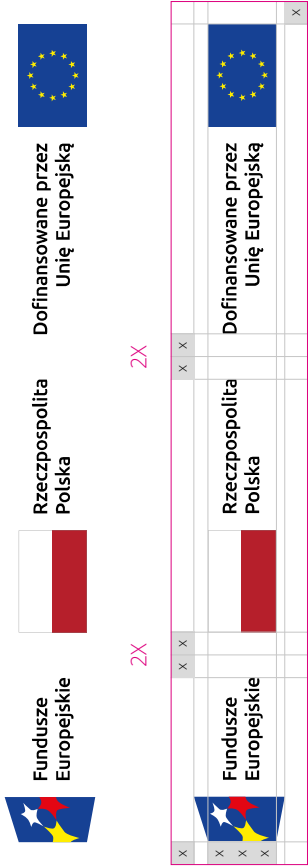 Fundusze
Europejskie
Rzeczpospolita
Polska
Dofinansowane przez
Unię Europejską
2X
2X
x
x x
x x
x
x
x
Fundusze
Europejskie
Rzeczpospolita
Polska
Dofinansowane przez
Unię Europejską
x